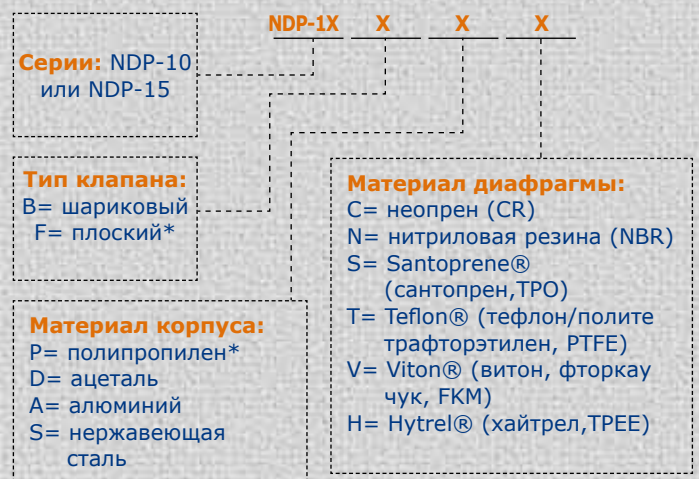 NDP-1X X X X
Серии: NDP-10
или NDP-15
Тип клапана:
B= шариковый
F= плоский*
Материал корпуса:
P= полипропилен*
D= ацеталь
A= алюминий
S= нержавеющая
сталь
Материал диафрагмы:
C= неопрен (CR)
N= нитриловая резина (NBR)
S= Santoprene®
(сантопрен,TPO)
T= Teflon® (тефлон/полите
трафторэтилен, PTFE)
V= Viton® (витон, фторкау
чук, FKM)
H= Hytrel® (хайтрел,TPEE)